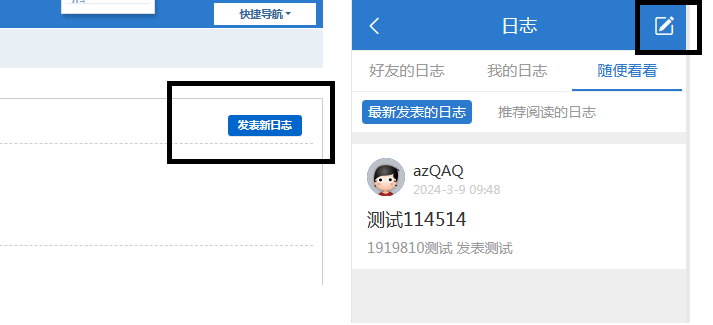 快捷导航
发表新日志
日志
好友的日志 我的日志 随便看看
最新发表的日志 推荐阅读的日志
azQAQ
2024-3-9 09:48
测试114514
1919810测试 发表测试